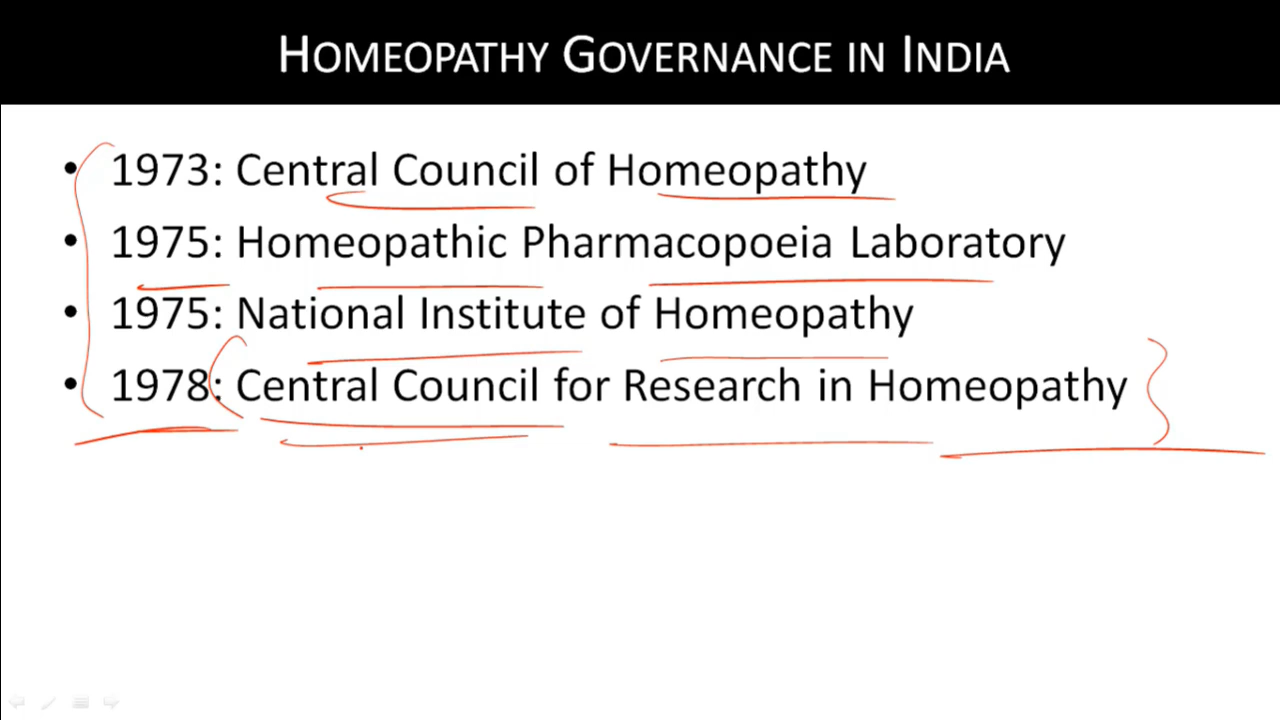 HOMEOPATHY GOVERNANCE IN INDIA
• 1973: Central Council of Homeopathy
• 1975: Homeopathic Pharmacopoeia Laboratory
• 1975: National Institute of Homeopathy
• 1978: Central Council for Research in Homeopathy